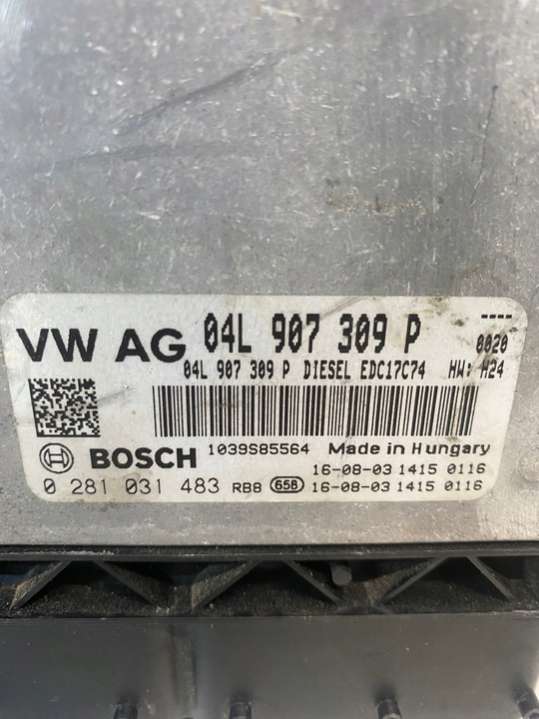 ----
VW AG 04L 907 309 P 0020
04L 907 309 P DIESEL EDC17C74 HW: H24
1039S85564 Made in Hungary
BOSCH 16-08-03 1415 0116
0 281 031 483 RB8 658 16-08-03 1415 0116